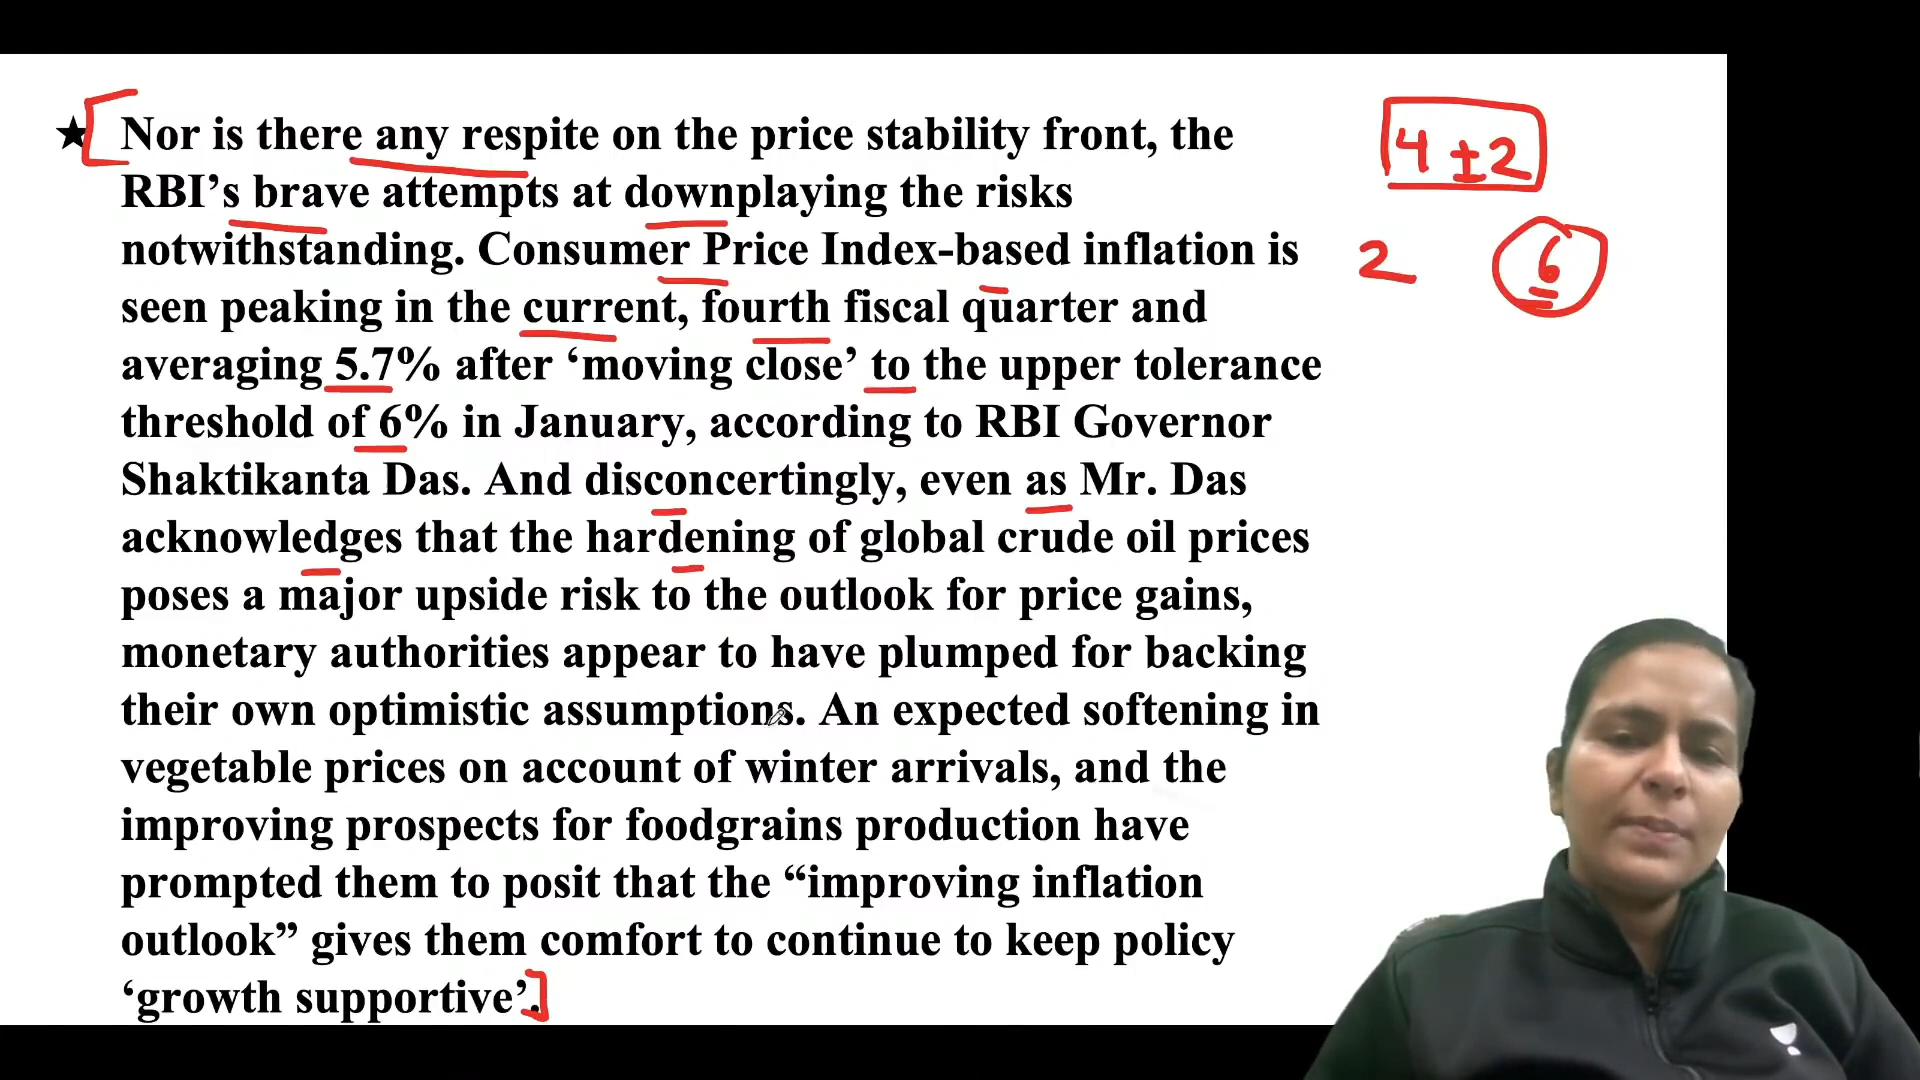 Nor is there any respite on the price stability front, the
RBI’s brave attempts at downplaying the risks
notwithstanding. Consumer Price Index-based inflation is
seen peaking in the current, fourth fiscal quarter and
averaging 5.7% after ‘moving close’ to the upper tolerance
threshold of 6% in January, according to RBI Governor
Shaktikanta Das. And disconcertingly, even as Mr. Das
acknowledges that the hardening of global crude oil prices
poses a major upside risk to the outlook for price gains,
monetary authorities appear to have plumped for backing
their own optimistic assumptions. An expected softening in
vegetable prices on account of winter arrivals, and the
improving prospects for foodgrains production have
prompted them to posit that the “improving inflation
outlook” gives them comfort to continue to keep policy
‘growth supportive’.
4 ±2
2 6